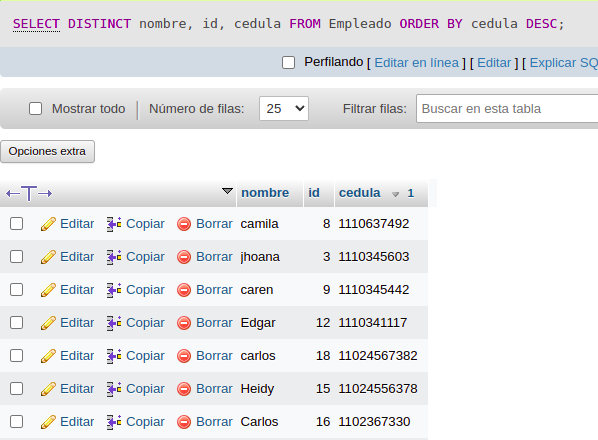 SELECT DISTINCT nombre, id, cedula FROM Empleado ORDER BY cedula DESC;
Perfilando [ Editar en línea ] [ Editar ] [ Explicar SQ
Mostrar todo Número de filas: 25 Filtrar filas: Buscar en esta tabla
Opciones extra
nombre id cedula 1
Editar Copiar Borrar camila 8 1110637492
Editar Copiar Borrar jhoana 3 1110345603
Editar Copiar Borrar caren 9 1110345442
Editar Copiar Borrar Edgar 12 1110341117
Editar Copiar Borrar carlos 18 11024567382
Editar Copiar Borrar Heidy 15 11024556378
Editar Copiar Borrar Carlos 16 1102367330